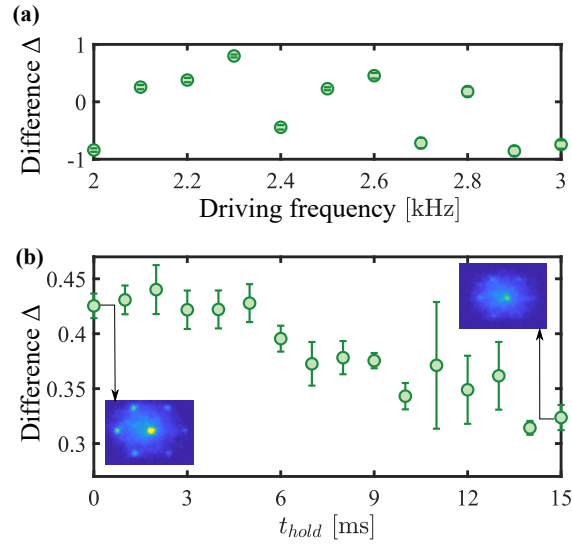 (a)
Difference Δ
1
0
-1
2 2.2 2.4 2.6 2.8 3
Driving frequency [kHz]
(b)
Difference Δ
0.45
0.4
0.35
0.3
0 3 6 9 12 15
t_hold [ms]